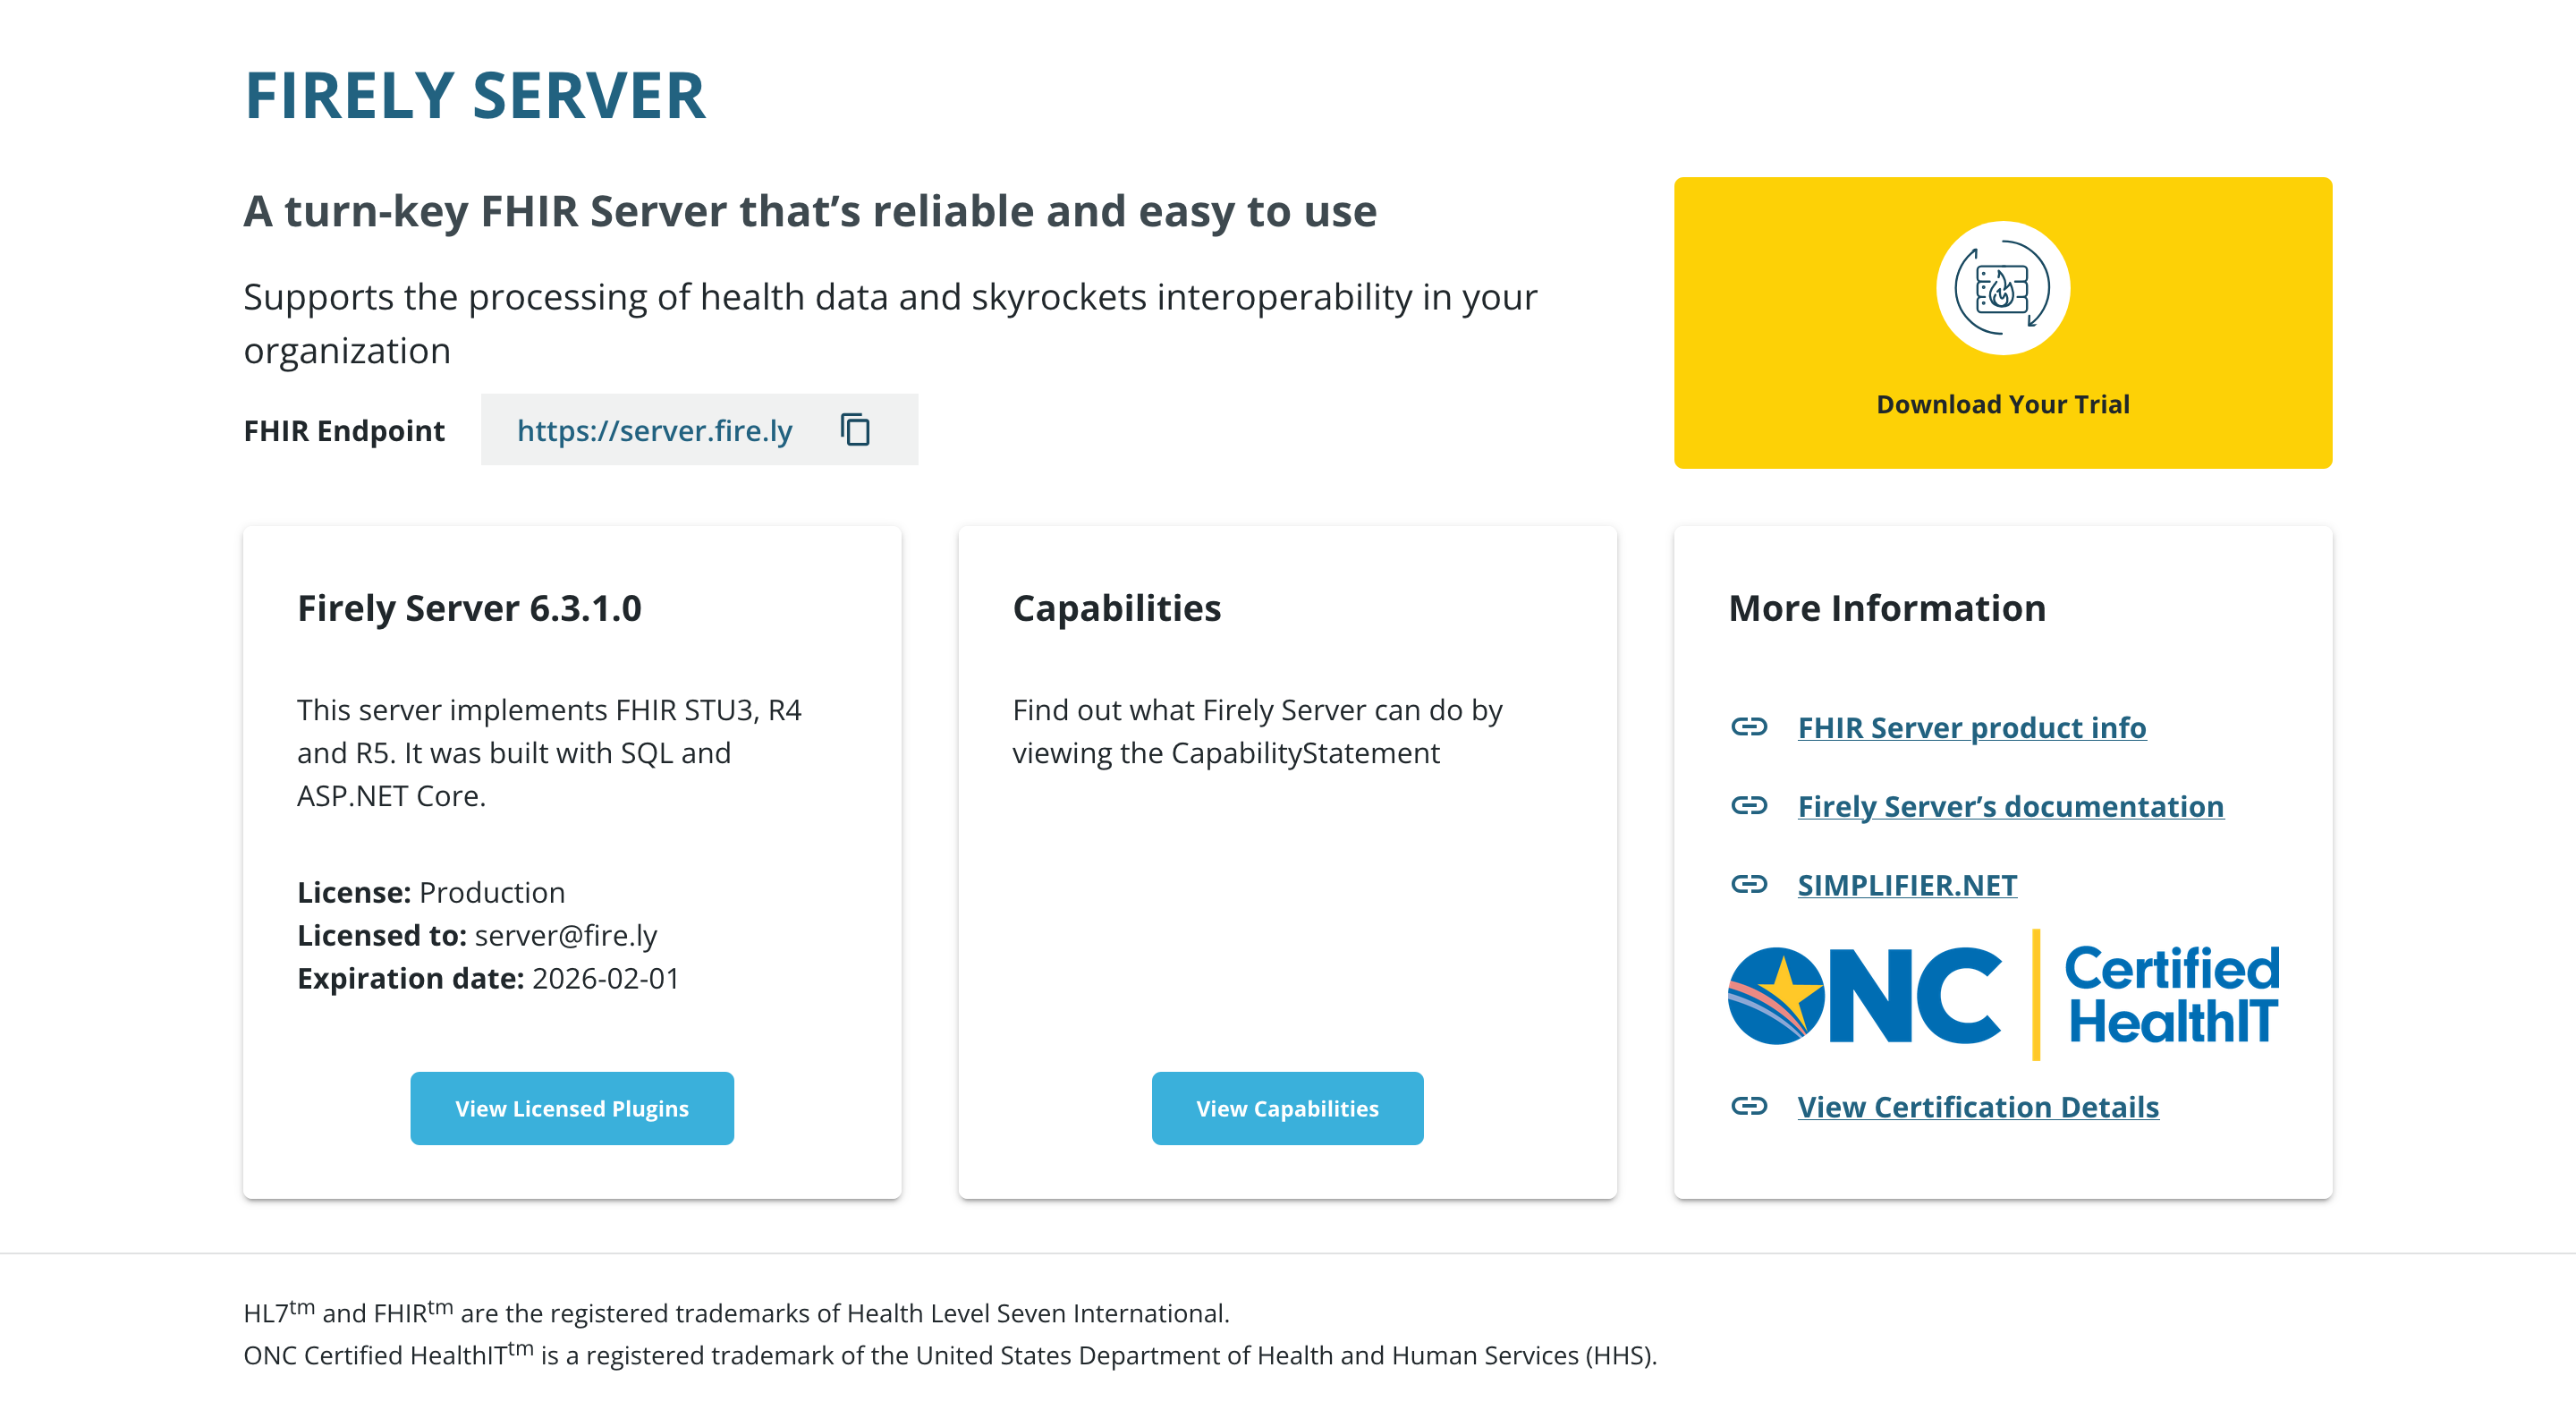 FIRELY SERVER
A turn-key FHIR Server that’s reliable and easy to use
Supports the processing of health data and skyrockets interoperability in your
organization
FHIR Endpoint
https://server.fire.ly
Download Your Trial
Firely Server 6.3.1.0
This server implements FHIR STU3, R4
and R5. It was built with SQL and
ASP.NET Core.
License: Production
Licensed to: server@fire.ly
Expiration date: 2026-02-01
View Licensed Plugins
Capabilities
Find out what Firely Server can do by
viewing the CapabilityStatement
View Capabilities
More Information
FHIR Server product info
Firely Server’s documentation
SIMPLIFIER.NET
ONC
Certified
HealthIT
View Certification Details
HL7tm and FHIRtm are the registered trademarks of Health Level Seven International.
ONC Certified HealthITtm is a registered trademark of the United States Department of Health and Human Services (HHS).